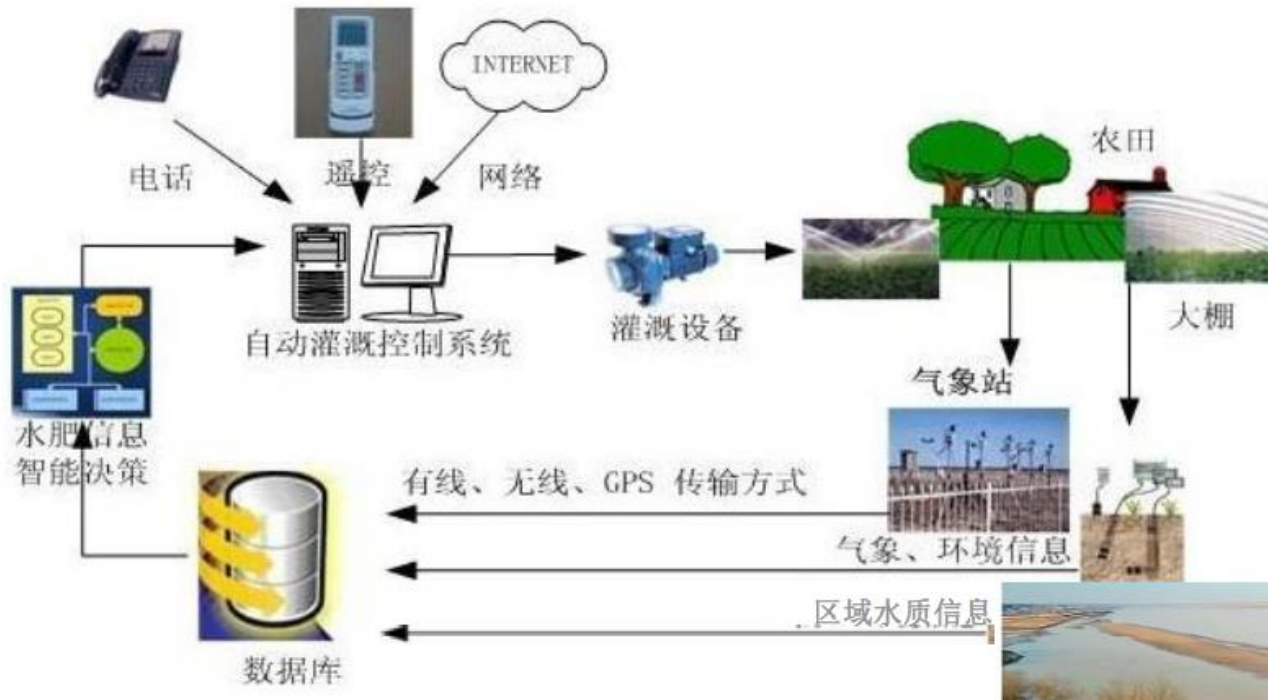 INTERNET
电话
遥控
网络
农田
自动灌溉控制系统
灌溉设备
大棚
气象站
水肿信息
智能决策
有线、无线、GPS 传输方式
气象、环境信息
区域水质信息
数据库